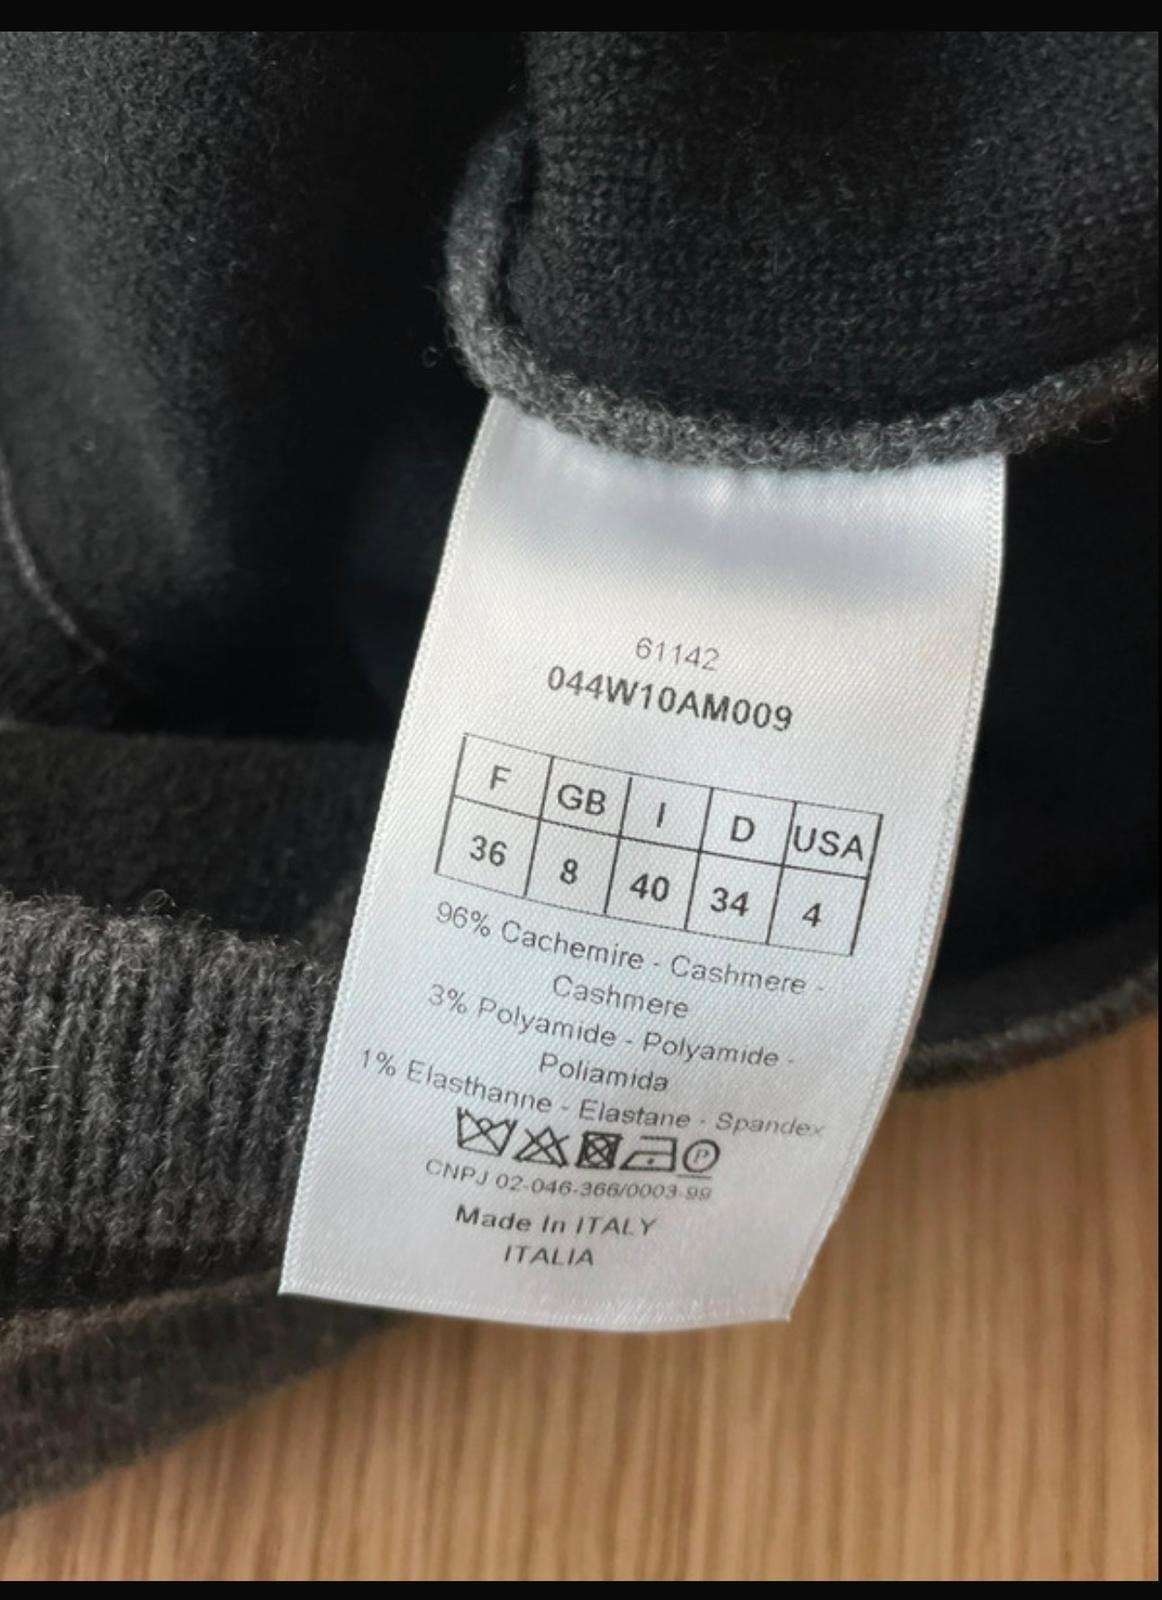 61142
044W10AM009
F GB I D USA
36 8 40 34 4
96% Cachemire - Cashmere -
Cashmere
3% Polyamide - Polyamide -
Poliamida
1% Elasthanne - Elastane - Spandex
P
CNPJ 02-046-366/0003-99
Made In ITALY
ITALIA